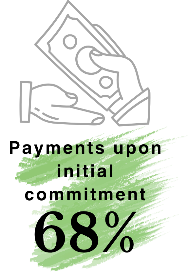 Payments upon
initial
commitment
68%